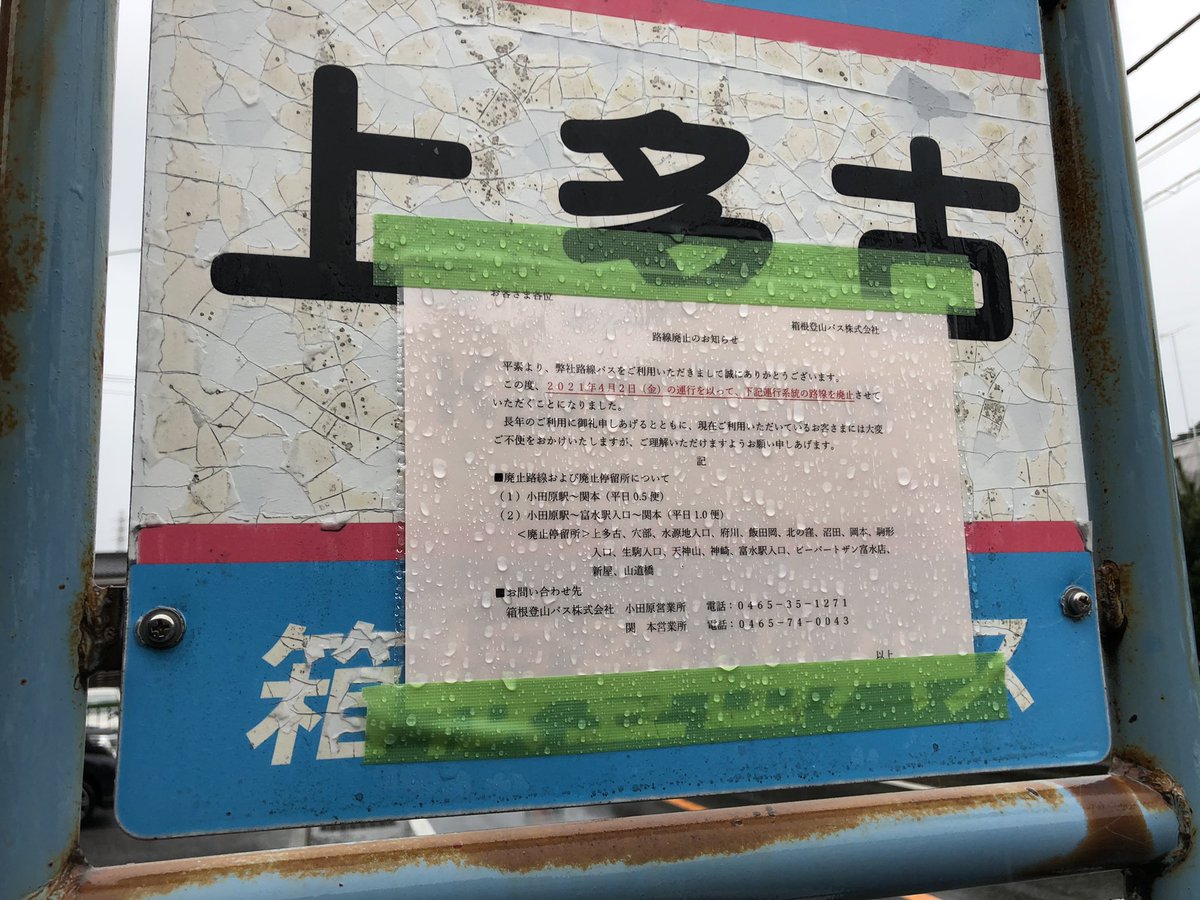 上多古
お客さま各位
箱根登山バス株式会社
路線廃止のお知らせ
平素より、弊社路線バスをご利用いただきまして誠にありがとうございます。
この度、2021年4月2日（金）の運行を以って、下記運行系統の路線を廃止させて
いただくことになりました。
長年のご利用に御礼申しあげるとともに、現在ご利用いただいているお客さまには大変
ご不便をおかけいたしますが、ご理解いただけますようお願い申しあげます。
記
■廃止路線および廃止停留所について
（1）小田原駅～関本（平日0.5便）
（2）小田原駅～富水駅入口～関本（平日1.0便）
＜廃止停留所＞上多古、穴部、水源地入口、府川、飯田岡、北の窪、沼田、岡本、駒形
入口、生駒入口、天神山、神崎、富水駅入口、ビーバートザン富水店、
新屋、山道橋
■お問い合わせ先
箱根登山バス株式会社　小田原営業所　電話：0465-35-1271
関　本営業所　電話：0465-74-0043
以上
箱 ス